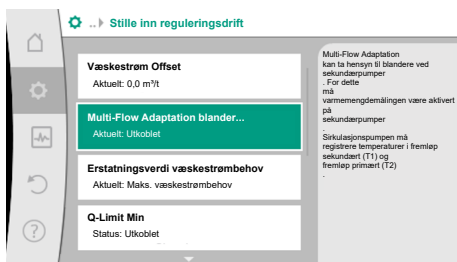 ..▸ Stille inn reguleringsdrift
Væskestrøm Offset
Aktuelt: 0,0 m³/t
Multi-Flow Adaptation blander...
Aktuelt: Utkoblet
Erstatningsverdi væskestrømbehov
Aktuelt: Maks. væskestrømbehov
Q-Limit Min
Status: Utkoblet
Multi-Flow Adaptation
kan ta hensyn til blandere ved
sekundærpumper
. For dette
må
varmemengdemålingen være aktivert
på
sekundærpumper
.
Sirkulasjonspumpen må
registrere temperaturer i fremløp
sekundært (T1) og
fremløp primært (T2)
.